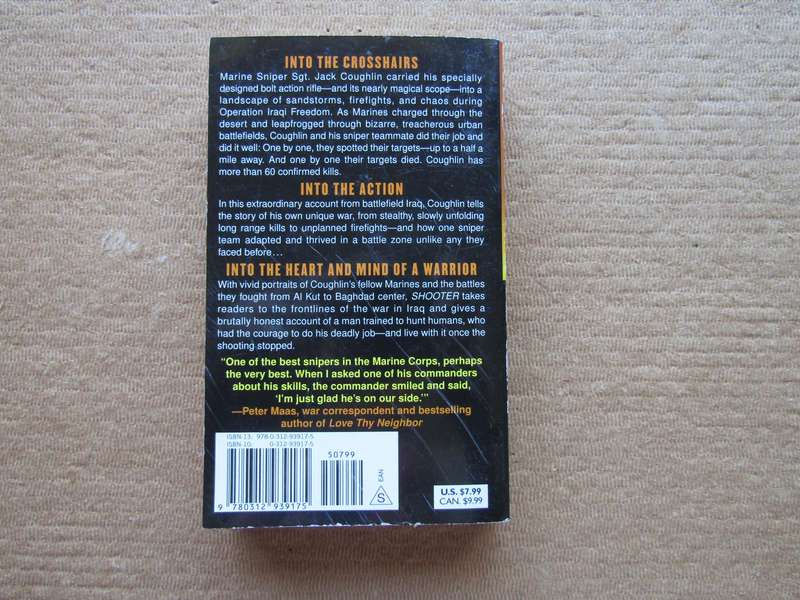 INTO THE CROSSHAIRS
Marine Sniper Sgt. Jack Coughlin carried his specially
designed bolt action rifle—and its nearly magical scope—into a
landscape of sandstorms, firefights, and chaos during
Operation Iraqi Freedom. As Marines charged through the
desert and leapfrogged through bizarre, treacherous urban
battlefields, Coughlin and his sniper teammate did their job and
did it well: One by one, they spotted their targets—up to a half a
mile away. And one by one their targets died. Coughlin has
more than 60 confirmed kills.
INTO THE ACTION
In this extraordinary account from battlefield Iraq, Coughlin tells
the story of his own unique war, from stealthy, slowly unfolding
long range kills to unplanned firefights—and how one sniper
team adapted and thrived in a battle zone unlike any they
faced before...
INTO THE HEART AND MIND OF A WARRIOR
With vivid portraits of Coughlin's fellow Marines and the battles
they fought from Al Kut to Baghdad center, SHOOTER takes
readers to the frontlines of the war in Iraq and gives a
brutally honest account of a man trained to hunt humans, who
had the courage to do his deadly job—and live with it once the
shooting stopped.
"One of the best snipers in the Marine Corps, perhaps
the very best. When I asked one of his commanders
about his skills, the commander smiled and said,
'I'm just glad he's on our side.'"
—Peter Maas, war correspondent and bestselling
author of Love Thy Neighbor
ISBN-13: 978-0-312-93917-5
ISBN-10: 0-312-93917-5
50799
EAN
S
9 780312 939175
U.S. $7.99
CAN. $9.99